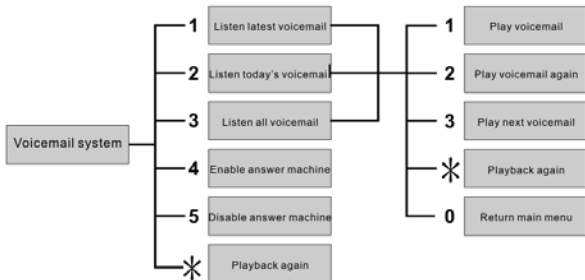 Voicemail system
1 Listen latest voicemail
2 Listen today's voicemail
3 Listen all voicemail
4 Enable answer machine
5 Disable answer machine
* Playback again
1 Play voicemail
2 Play voicemail again
3 Play next voicemail
* Playback again
0 Return main menu